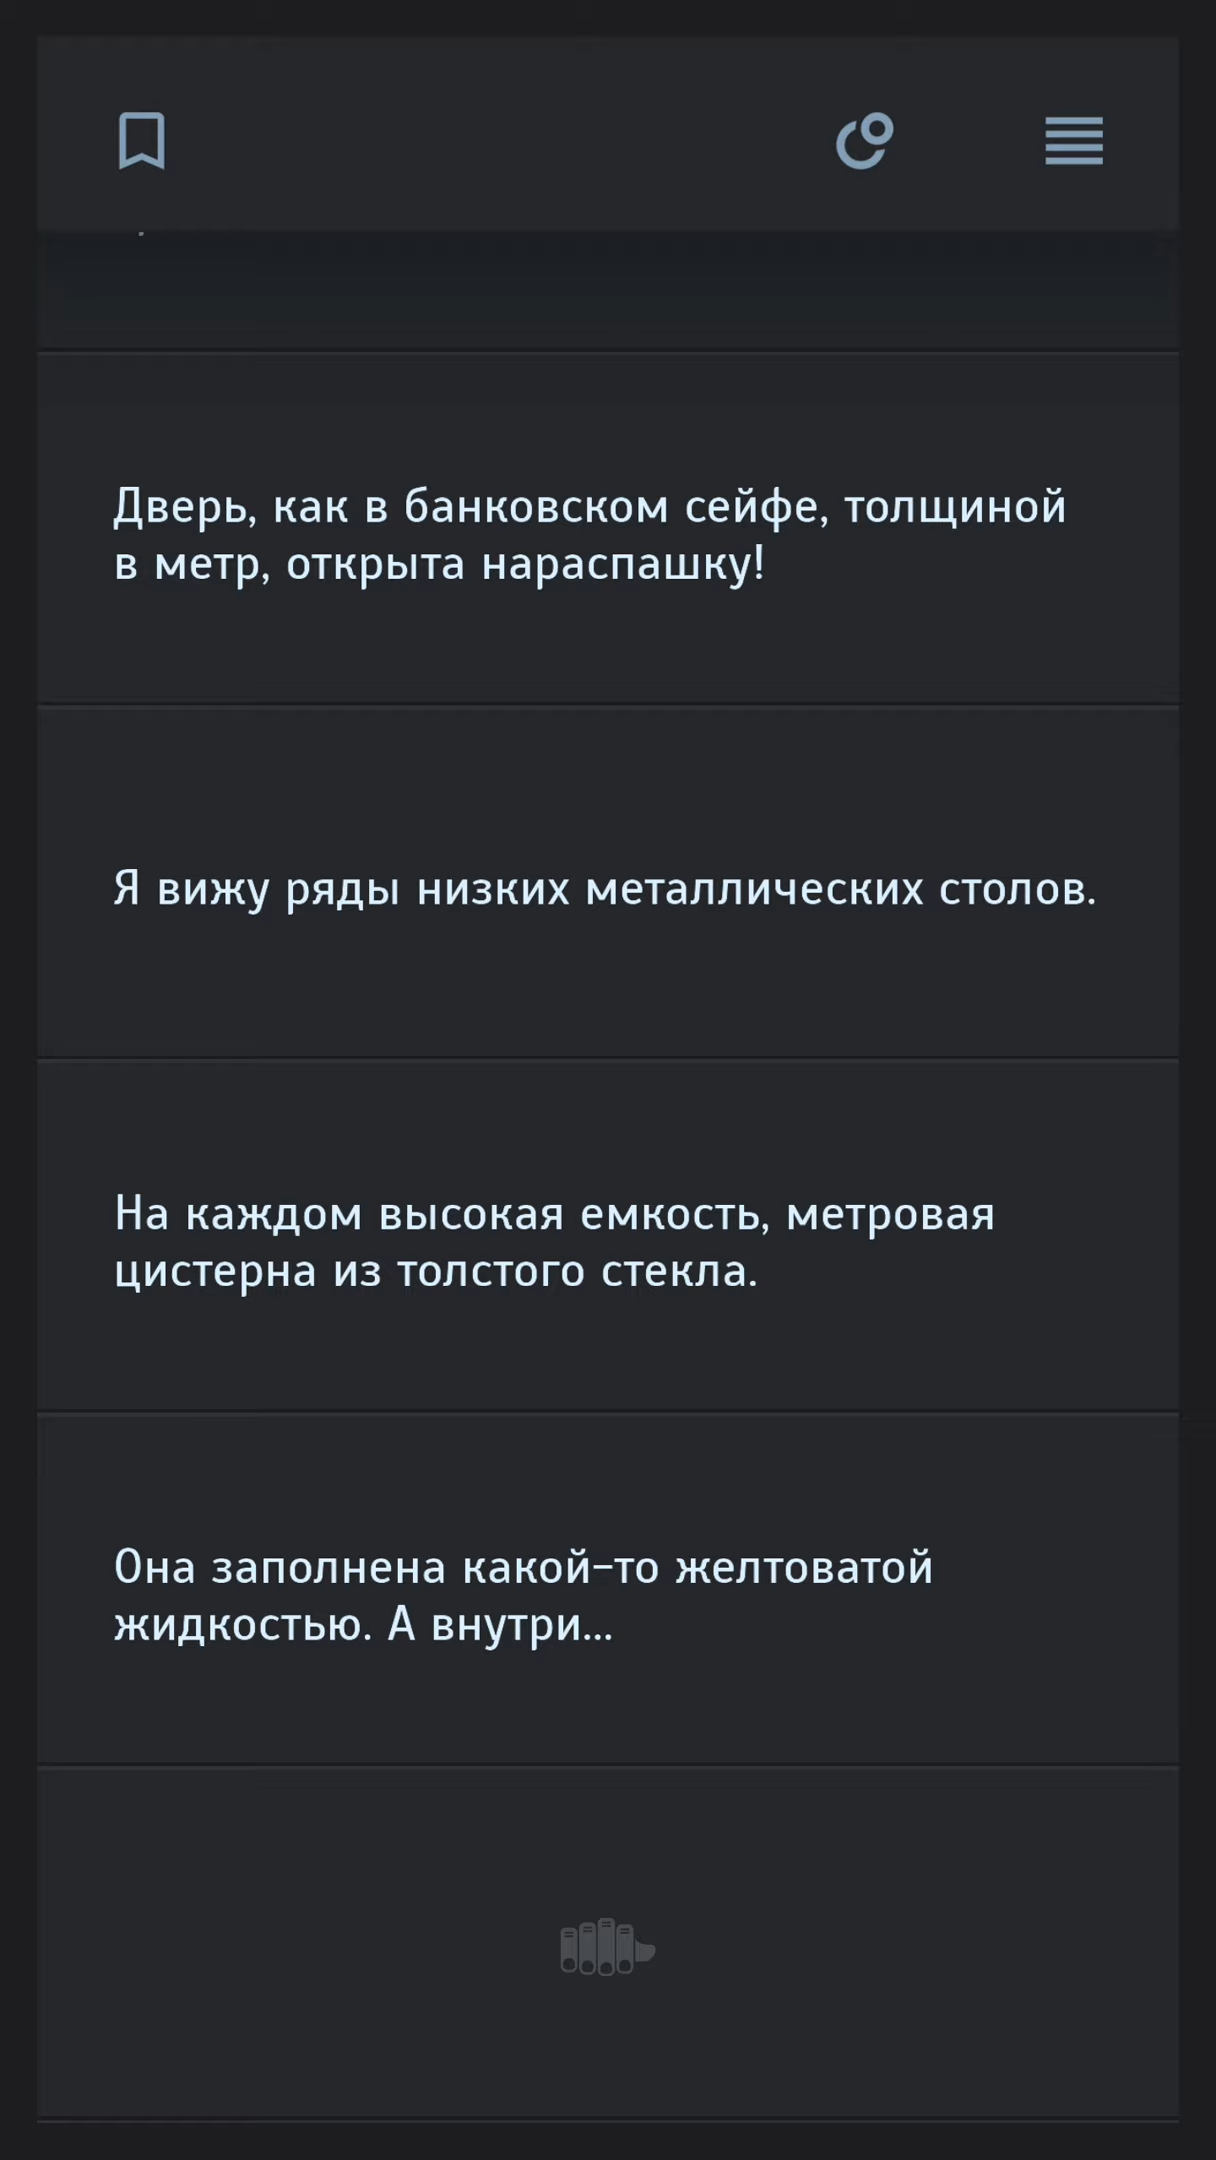 Дверь, как в банковском сейфе, толщиной
в метр, открыта нараспашку!
Я вижу ряды низких металлических столов.
На каждом высокая емкость, метровая
цистерна из толстого стекла.
Она заполнена какой-то желтоватой
жидкостью. А внутри...